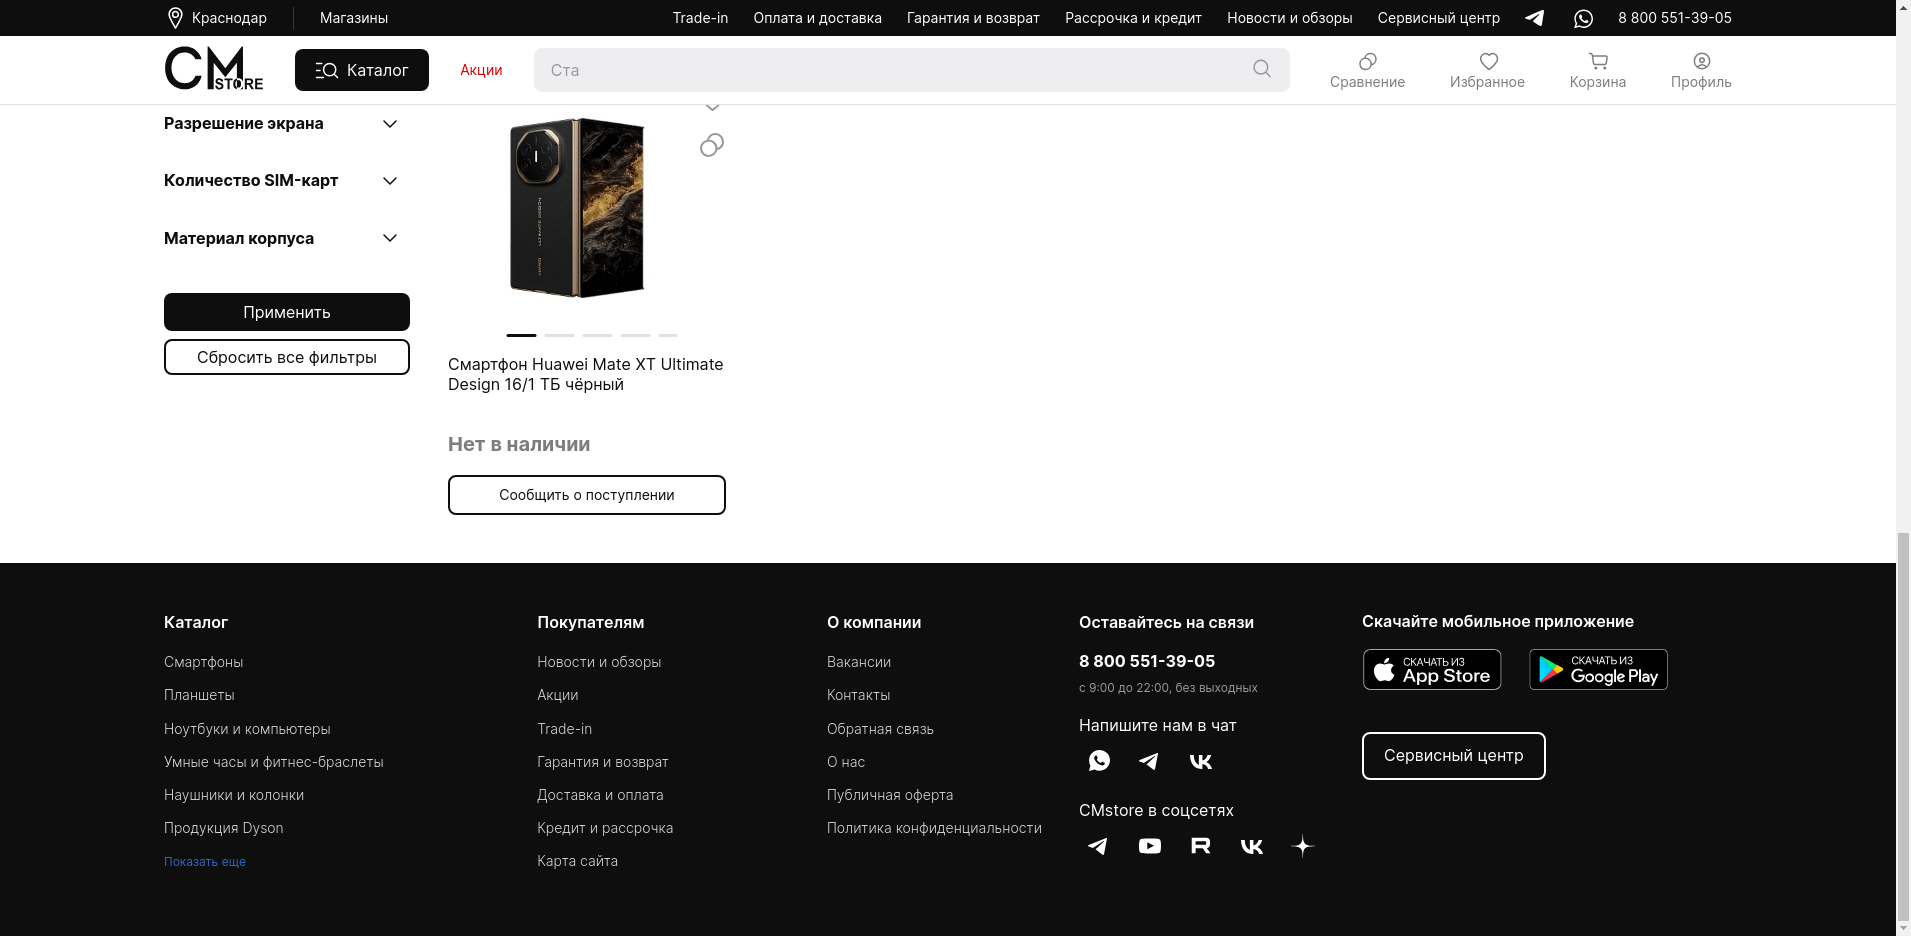 Краснодар
Магазины
Trade-in
Оплата и доставка
Гарантия и возврат
Рассрочка и кредит
Новости и обзоры
Сервисный центр
8 800 551-39-05
CM STORE
Каталог
Акции
Ста
Сравнение
Избранное
Корзина
Профиль
Разрешение экрана
Количество SIM-карт
Материал корпуса
Применить
Сбросить все фильтры
Смартфон Huawei Mate XT Ultimate
Design 16/1 ТБ чёрный
Нет в наличии
Сообщить о поступлении
Каталог
Смартфоны
Планшеты
Ноутбуки и компьютеры
Умные часы и фитнес-браслеты
Наушники и колонки
Продукция Dyson
Показать еще
Покупателям
Новости и обзоры
Акции
Trade-in
Гарантия и возврат
Доставка и оплата
Кредит и рассрочка
Карта сайта
О компании
Вакансии
Контакты
Обратная связь
О нас
Публичная оферта
Политика конфиденциальности
Оставайтесь на связи
8 800 551-39-05
с 9:00 до 22:00, без выходных
Напишите нам в чат
CMstore в соцсетях
Скачайте мобильное приложение
СКАЧАТЬ ИЗ
App Store
СКАЧАТЬ ИЗ
Google Play
Сервисный центр